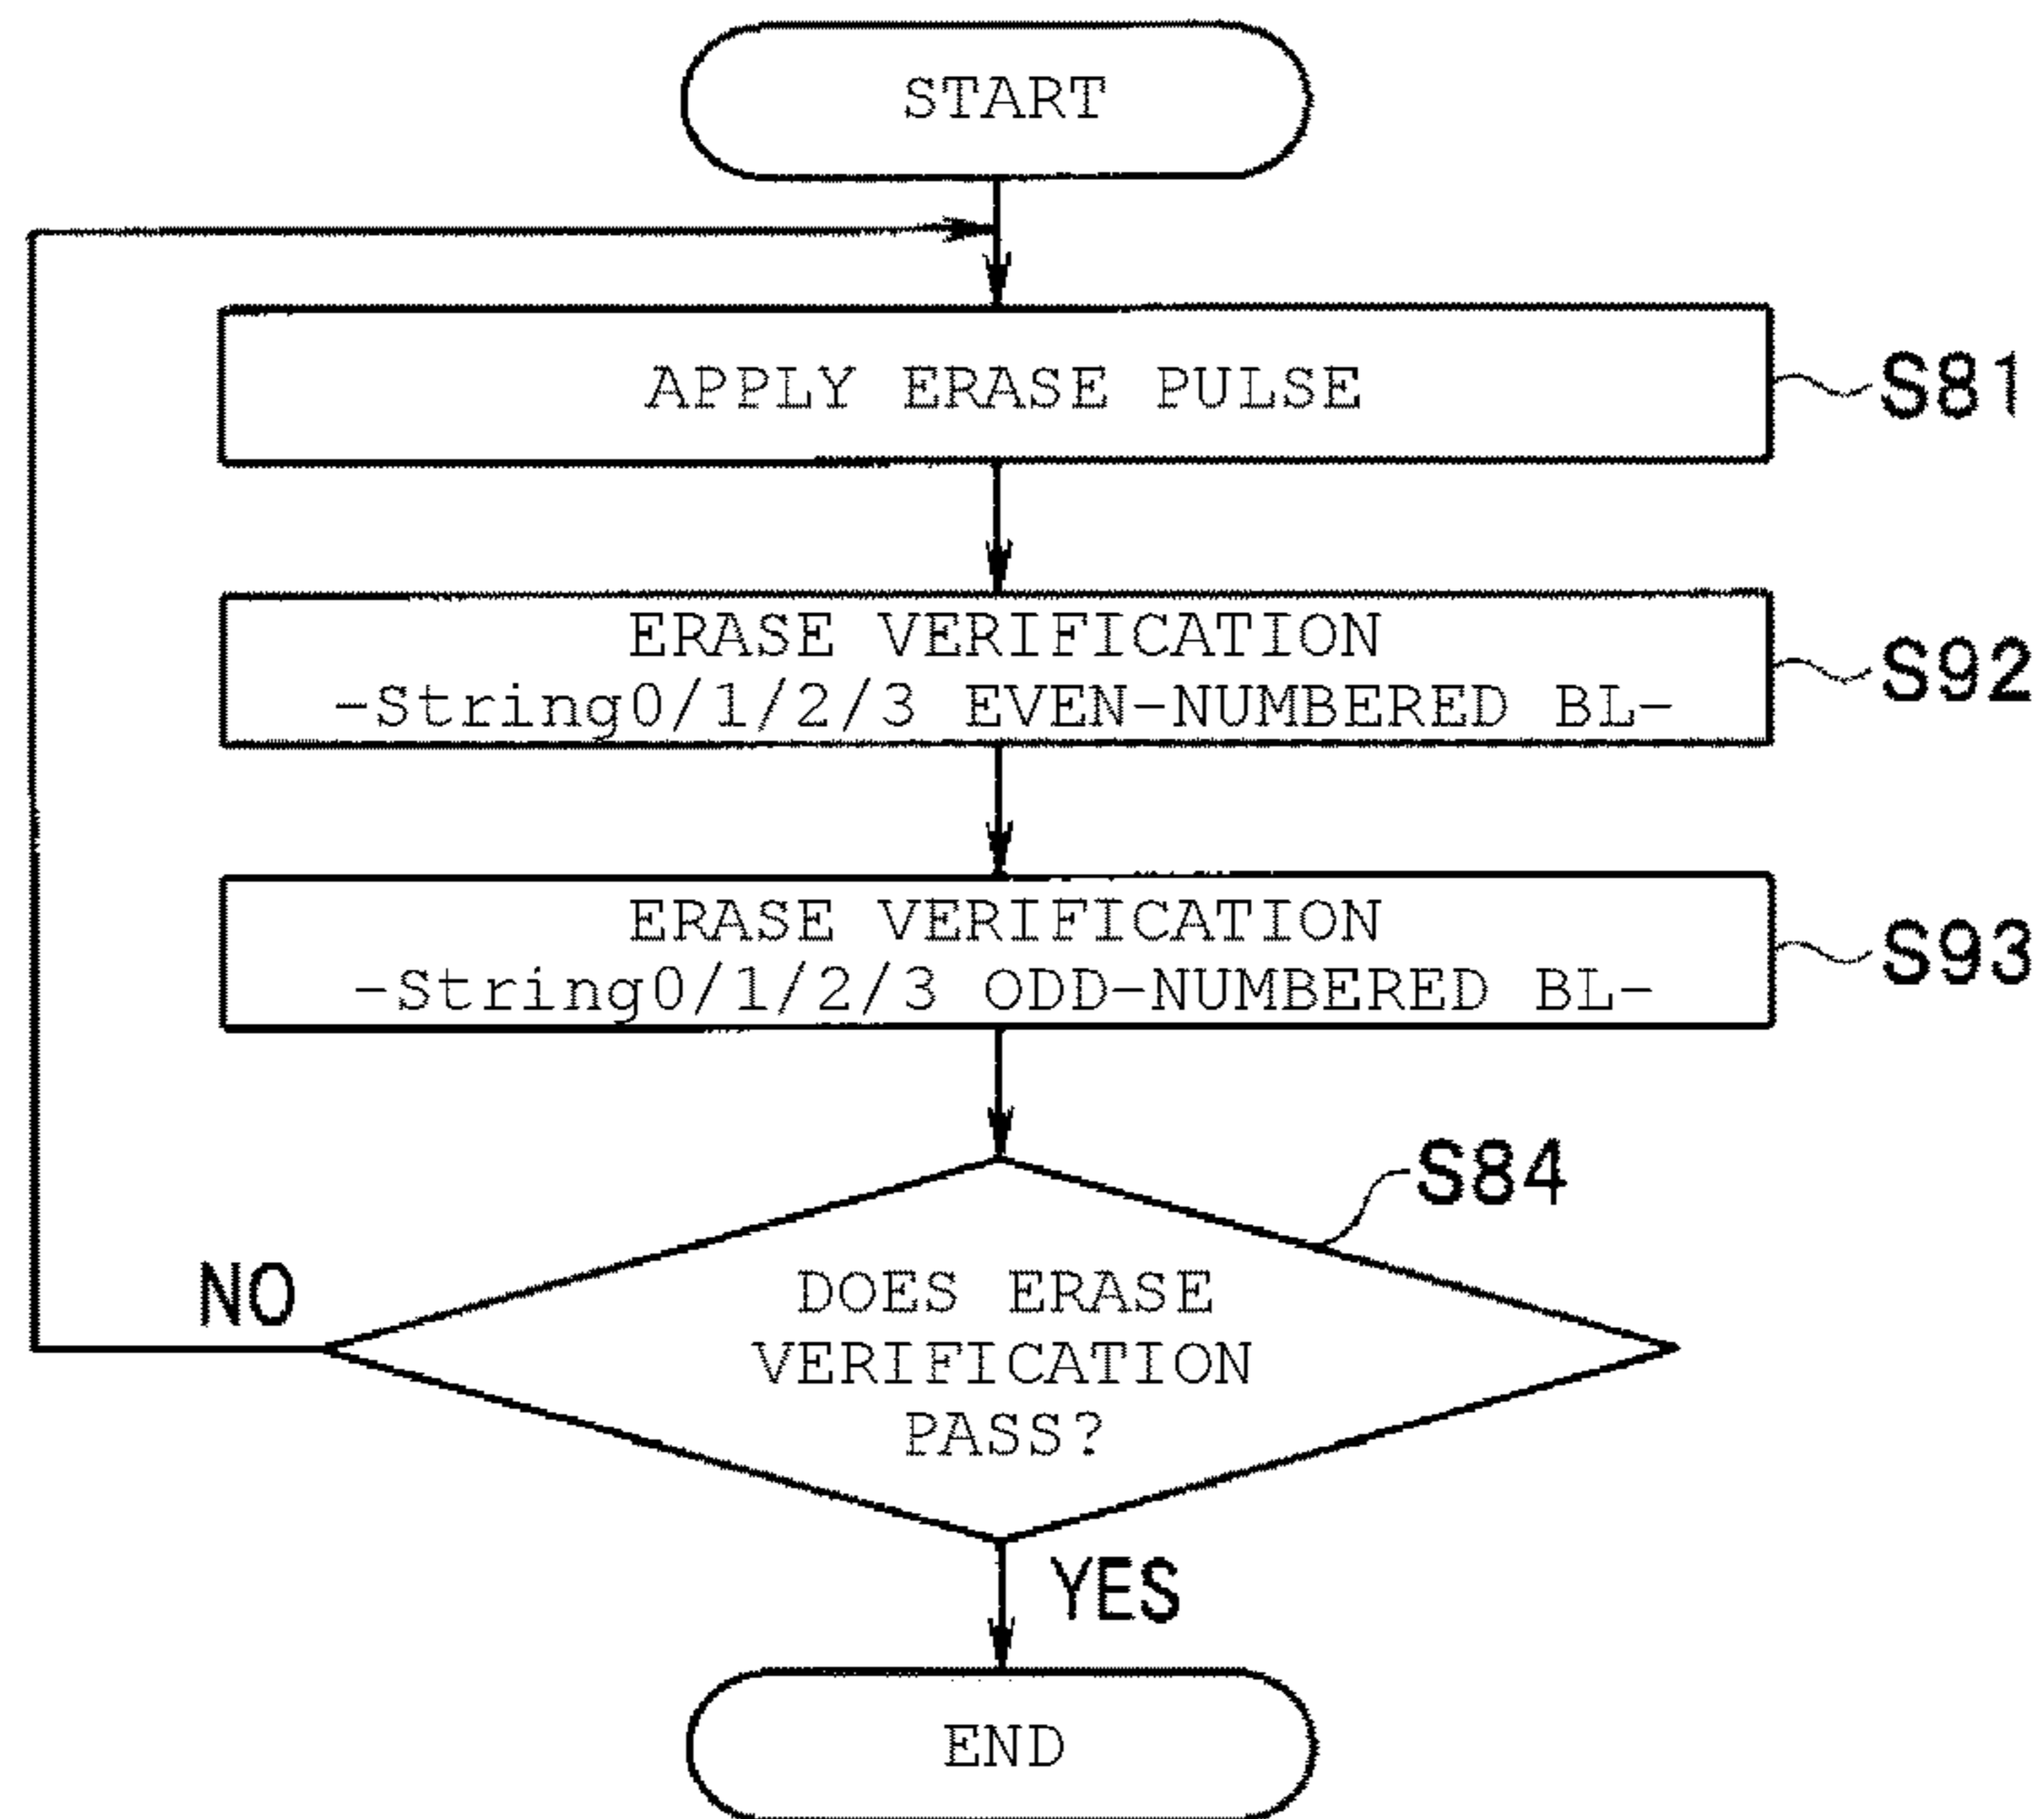 START
APPLY ERASE PULSE
S81
ERASE VERIFICATION
-String0/1/2/3 EVEN-NUMBERED BL-
S92
ERASE VERIFICATION
-String0/1/2/3 ODD-NUMBERED BL-
S93
S84
DOES ERASE
VERIFICATION
PASS?
NO
YES
END